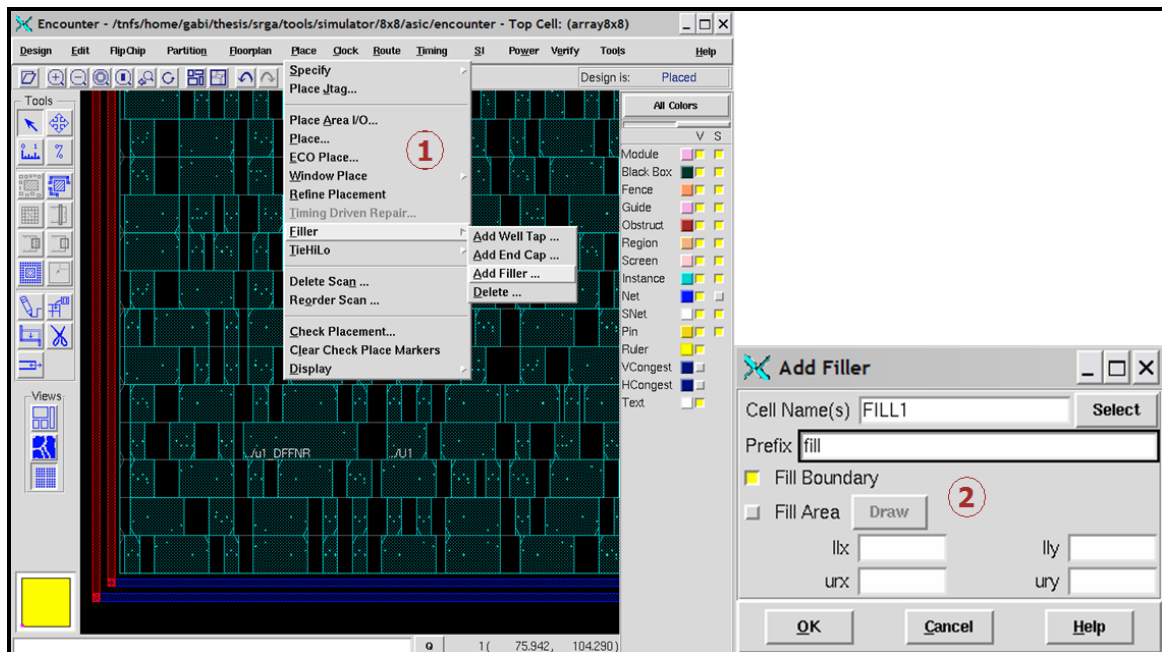 Encounter - /tnfs/home/gabi/thesis/srga/tools/simulator/8x8/asic/encounter - Top Cell: (array8x8)
Design Edit FlipChip Partition Floorplan Place Clock Route Timing SI Power Verify Tools Help
Design is: Placed
Tools
Specify
Place Jtag...
Place Area I/O...
Place...
ECO Place...
Window Place
Refine Placement
Timing Driven Repair...
Filler
TieHiLo
Delete Scan ...
Reorder Scan ...
Check Placement...
Clear Check Place Markers
Display
1
Add Well Tap ...
Add End Cap ...
Add Filler ...
Delete ...
All Colors
V S
Module
Black Box
Fence
Guide
Obstruct
Region
Screen
Instance
Net
SNet
Pin
Ruler
VCongest
HCongest
Text
Views
../u1_DFFNR ../U1
Q 1( 75.942, 104.290)
Add Filler
Cell Name(s) FILL1 Select
Prefix fill
Fill Boundary
2
Fill Area Draw
llx lly
urx ury
OK Cancel Help